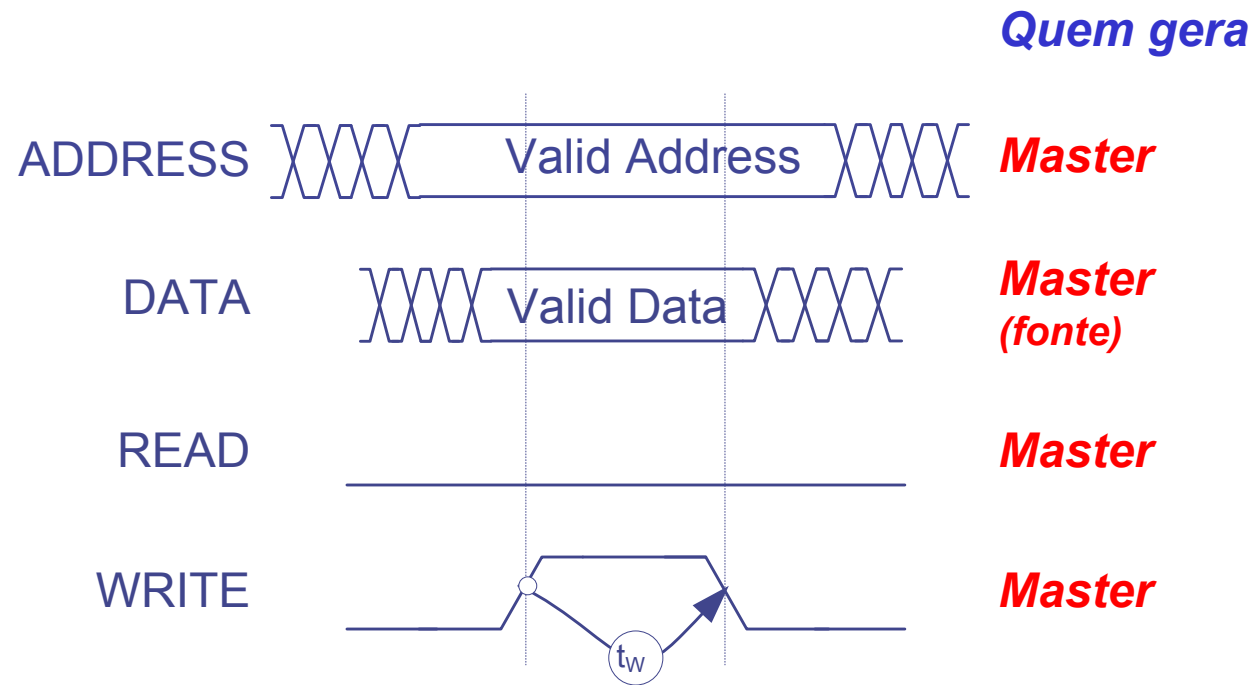 Quem gera
ADDRESS Valid Address Master
DATA Valid Data Master
(fonte)
READ Master
WRITE Master
tW